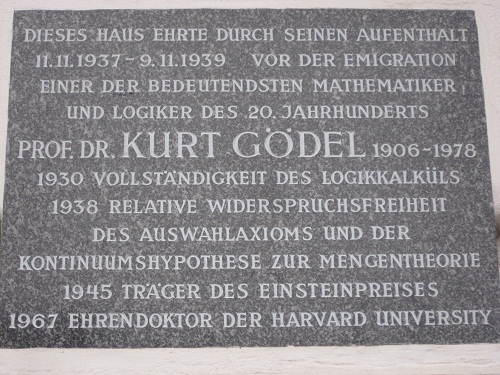 DIESES HAUS EHRTE DURCH SEINEN AUFENTHALT
11.11.1937 - 9.11.1939 VOR DER EMIGRATION
EINER DER BEDEUTENDSTEN MATHEMATIKER
UND LOGIKER DES 20. JAHRHUNDERTS
PROF. DR. KURT GÖDEL 1906-1978
1930 VOLLSTÄNDIGKEIT DES LOGIKKALKÜLS
1938 RELATIVE WIDERSPRUCHSFREIHEIT
DES AUSWAHLAXIOMS UND DER
KONTINUUMSHYPOTHESE ZUR MENGENTHEORIE
1945 TRÄGER DES EINSTEINPREISES
1967 EHRENDOKTOR DER HARVARD UNIVERSITY